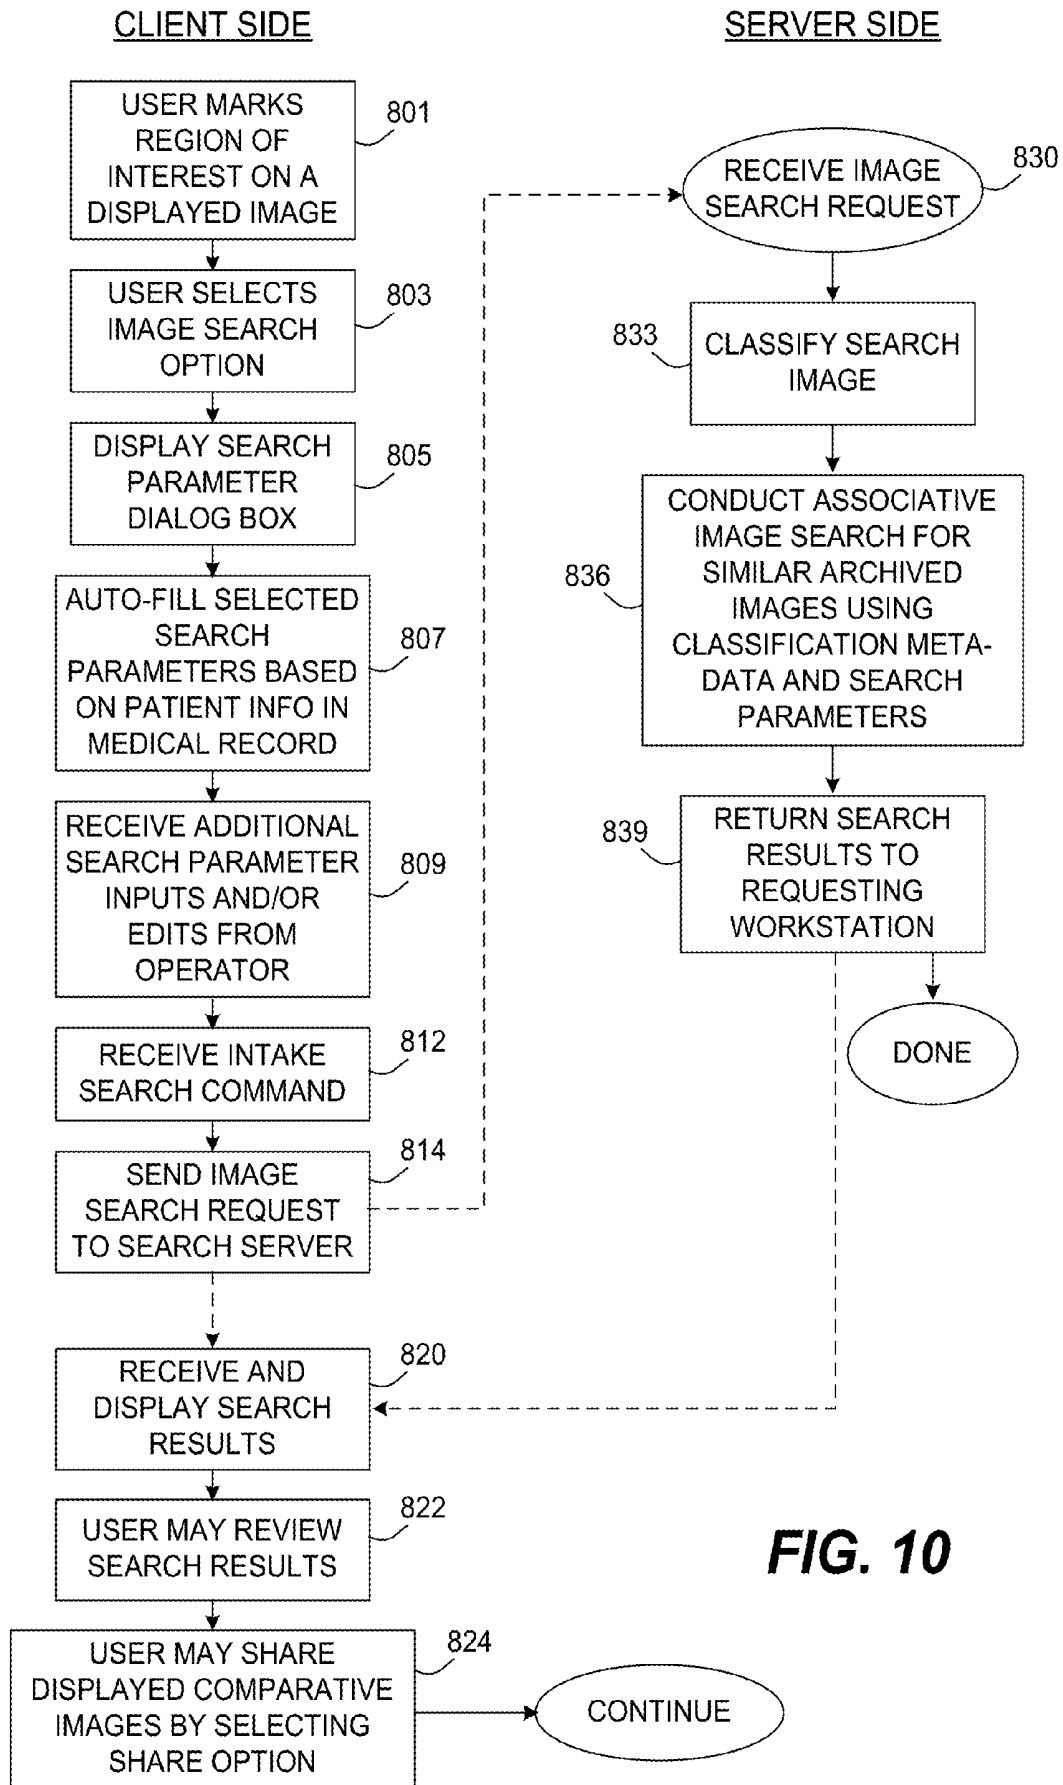 CLIENT SIDE
USER MARKS
REGION OF
INTEREST ON A
DISPLAYED IMAGE
801
USER SELECTS
IMAGE SEARCH
OPTION
803
DISPLAY SEARCH
PARAMETER
DIALOG BOX
805
AUTO-FILL SELECTED
SEARCH
PARAMETERS BASED
ON PATIENT INFO IN
MEDICAL RECORD
807
RECEIVE ADDITIONAL
SEARCH PARAMETER
INPUTS AND/OR
EDITS FROM
OPERATOR
809
RECEIVE INTAKE
SEARCH COMMAND
812
SEND IMAGE
SEARCH REQUEST
TO SEARCH SERVER
814
RECEIVE AND
DISPLAY SEARCH
RESULTS
820
USER MAY REVIEW
SEARCH RESULTS
822
USER MAY SHARE
DISPLAYED COMPARATIVE
IMAGES BY SELECTING
SHARE OPTION
824
CONTINUE
SERVER SIDE
RECEIVE IMAGE
SEARCH REQUEST
830
CLASSIFY SEARCH
IMAGE
833
CONDUCT ASSOCIATIVE
IMAGE SEARCH FOR
SIMILAR ARCHIVED
IMAGES USING
CLASSIFICATION META-
DATA AND SEARCH
PARAMETERS
836
RETURN SEARCH
RESULTS TO
REQUESTING
WORKSTATION
839
DONE
FIG. 10